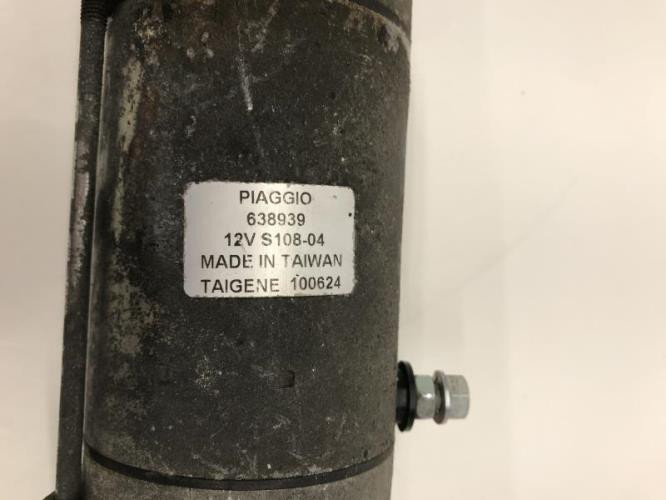 PIAGGIO
638939
12V S108-04
MADE IN TAIWAN
TAIGENE 100624